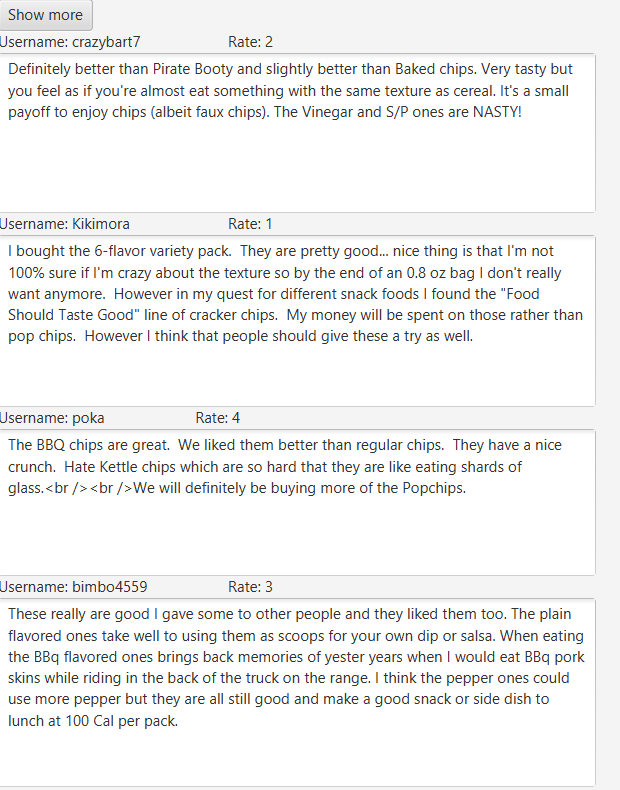 Show more
Username: crazybart7 Rate: 2
Definitely better than Pirate Booty and slightly better than Baked chips. Very tasty but
you feel as if you're almost eat something with the same texture as cereal. It's a small
payoff to enjoy chips (albeit faux chips). The Vinegar and S/P ones are NASTY!
Username: Kikimora Rate: 1
I bought the 6-flavor variety pack.  They are pretty good... nice thing is that I'm not
100% sure if I'm crazy about the texture so by the end of an 0.8 oz bag I don't really
want anymore.  However in my quest for different snack foods I found the "Food
Should Taste Good" line of cracker chips.  My money will be spent on those rather than
pop chips.  However I think that people should give these a try as well.
Username: poka Rate: 4
The BBQ chips are great.  We liked them better than regular chips.  They have a nice
crunch.  Hate Kettle chips which are so hard that they are like eating shards of
glass.<br /><br />We will definitely be buying more of the Popchips.
Username: bimbo4559 Rate: 3
These really are good I gave some to other people and they liked them too. The plain
flavored ones take well to using them as scoops for your own dip or salsa. When eating
the BBq flavored ones brings back memories of yester years when I would eat BBq pork
skins while riding in the back of the truck on the range. I think the pepper ones could
use more pepper but they are all still good and make a good snack or side dish to
lunch at 100 Cal per pack.